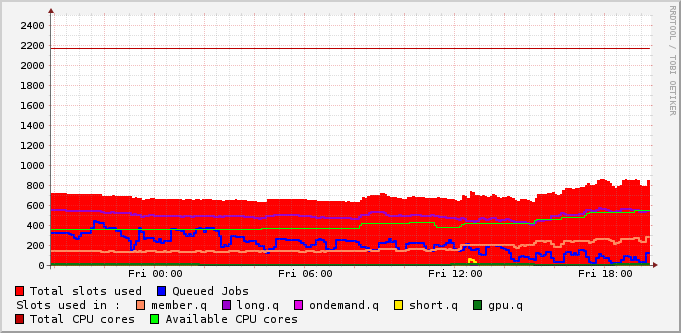 RRDTOOL / TOBI OETIKER
2400
2200
2000
1800
1600
1400
1200
1000
800
600
400
200
0
Fri 00:00 Fri 06:00 Fri 12:00 Fri 18:00
Total slots used Queued Jobs
Slots used in : member.q long.q ondemand.q short.q gpu.q
Total CPU cores Available CPU cores